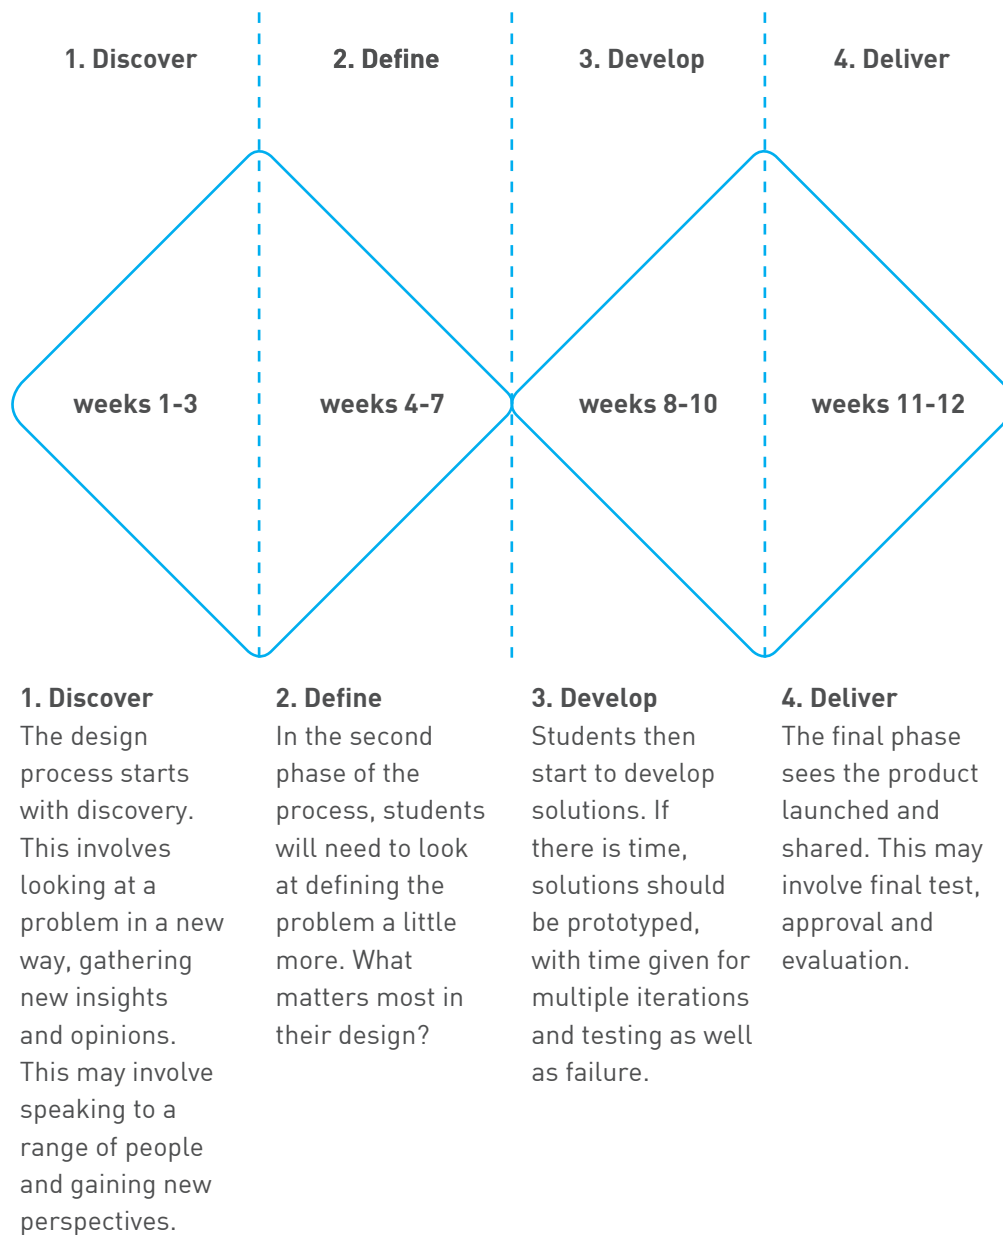 1. Discover
2. Define
3. Develop
4. Deliver
weeks 1-3
weeks 4-7
weeks 8-10
weeks 11-12
1. Discover
The design
process starts
with discovery.
This involves
looking at a
problem in a new
way, gathering
new insights
and opinions.
This may involve
speaking to a
range of people
and gaining new
perspectives.
2. Define
In the second
phase of the
process, students
will need to look
at defining the
problem a little
more. What
matters most in
their design?
3. Develop
Students then
start to develop
solutions. If
there is time,
solutions should
be prototyped,
with time given for
multiple iterations
and testing as well
as failure.
4. Deliver
The final phase
sees the product
launched and
shared. This may
involve final test,
approval and
evaluation.